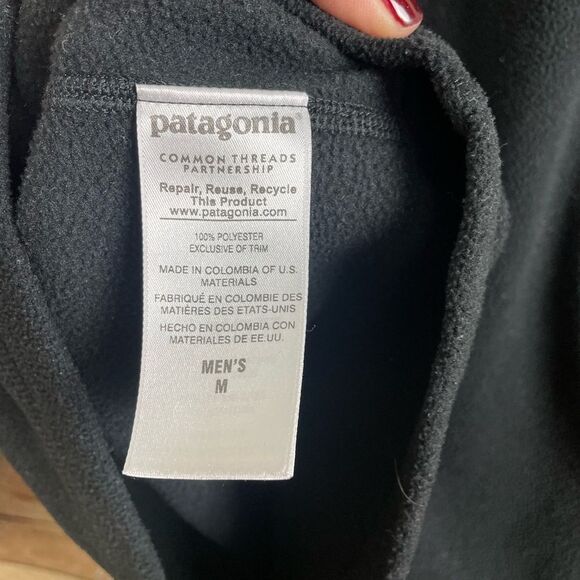 patagonia®
COMMON THREADS
PARTNERSHIP
Repair, Reuse, Recycle
This Product
www.patagonia.com
100% POLYESTER
EXCLUSIVE OF TRIM
MADE IN COLOMBIA OF U.S.
MATERIALS
FABRIQUÉ EN COLOMBIE DES
MATIÈRES DES ETATS-UNIS
HECHO EN COLOMBIA CON
MATERIALES DE EE.UU.
MEN'S
M